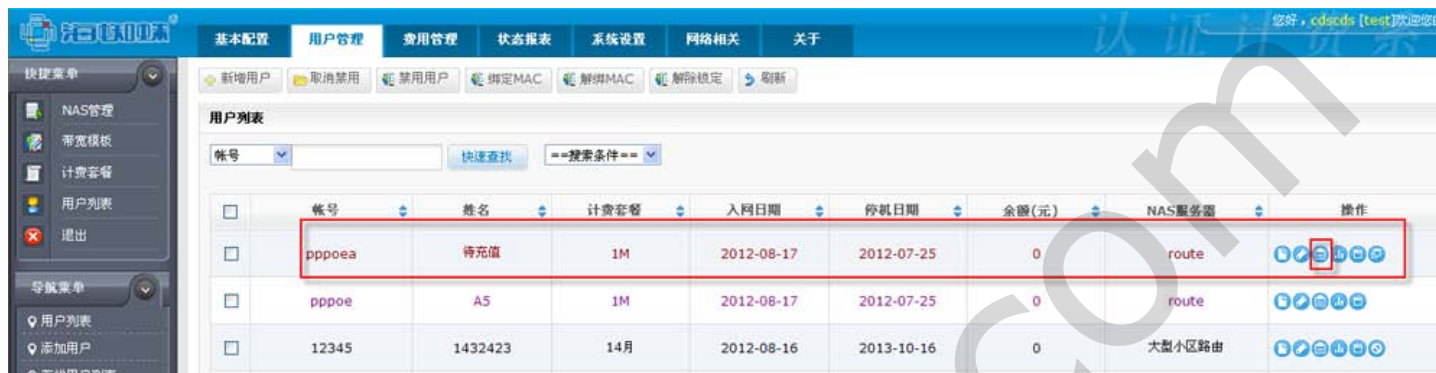 您好，cdscds [test]欢迎您
认 证 计 费 系
基本配置 用户管理 费用管理 状态报表 系统设置 网络相关 关于
快捷菜单
新增用户 取消禁用 禁用用户 绑定MAC 解绑MAC 解除锁定 刷新
NAS管理
用户列表
带宽模板
帐号 快速查找 ==搜索条件==
计费套餐
用户列表
帐号 姓名 计费套餐 入网日期 停机日期 余额(元) NAS服务器 操作
退出
pppoea 待充值 1M 2012-08-17 2012-07-25 0 route
导航菜单
pppoe A5 1M 2012-08-17 2012-07-25 0 route
用户列表
添加用户
12345 1432423 14月 2012-08-16 2013-10-16 0 大型小区路由
com